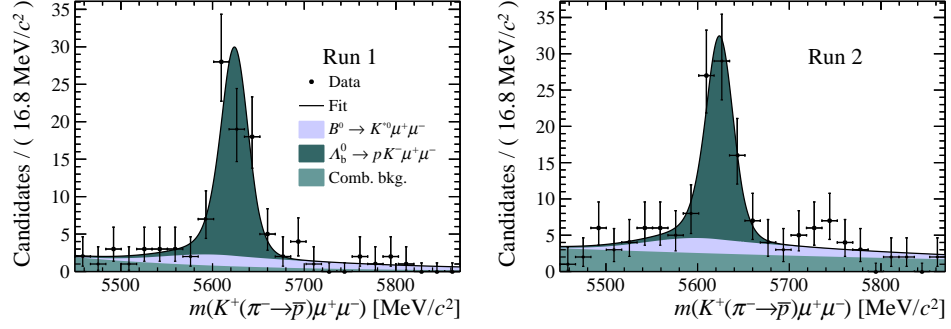 Candidates / ( 16.8 MeV/c²)
35
30
25
20
15
10
5
0
Run 1
Data
Fit
B⁰ → K*⁰μ⁺μ⁻
Λ⁰b → pK⁻μ⁺μ⁻
Comb. bkg.
5500 5600 5700 5800
m(K⁺(π⁻→p̅)μ⁺μ⁻) [MeV/c²]
Candidates / ( 16.8 MeV/c²)
40
35
30
25
20
15
10
5
0
Run 2
5500 5600 5700 5800
m(K⁺(π⁻→p̅)μ⁺μ⁻) [MeV/c²]